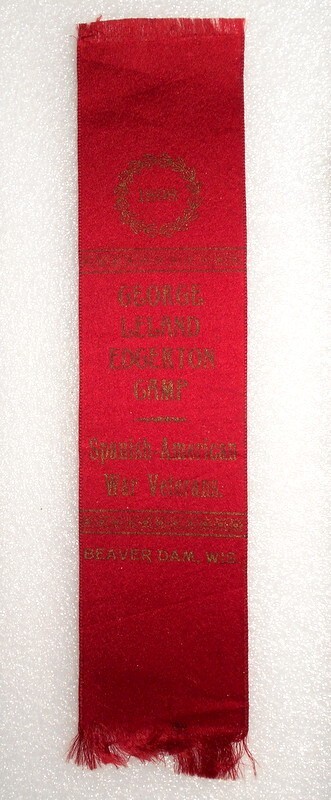 GEORGE
LELAND
EDGERTON
CAMP
Spanish-American
War Veterans.
BEAVER DAM, WIS.